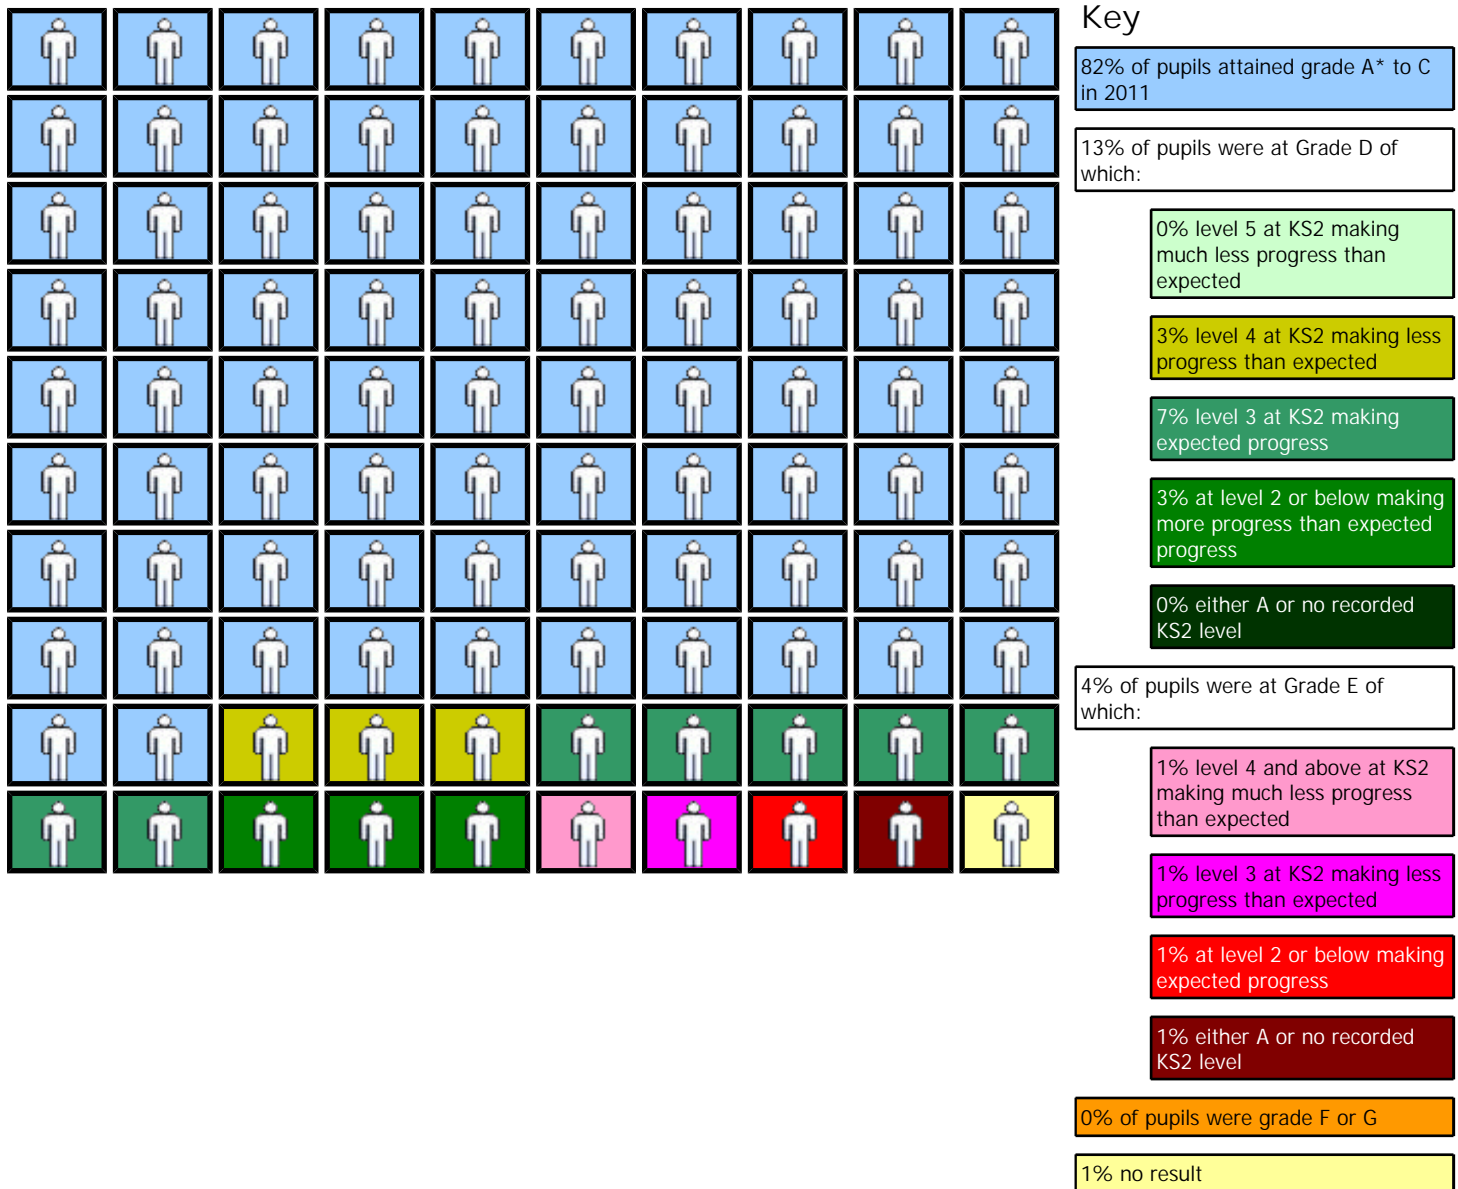 Key
82% of pupils attained grade A* to C
in 2011
13% of pupils were at Grade D of
which:
0% level 5 at KS2 making
much less progress than
expected
3% level 4 at KS2 making less
progress than expected
7% level 3 at KS2 making
expected progress
3% at level 2 or below making
more progress than expected
progress
0% either A or no recorded
KS2 level
4% of pupils were at Grade E of
which:
1% level 4 and above at KS2
making much less progress
than expected
1% level 3 at KS2 making less
progress than expected
1% at level 2 or below making
expected progress
1% either A or no recorded
KS2 level
0% of pupils were grade F or G
1% no result